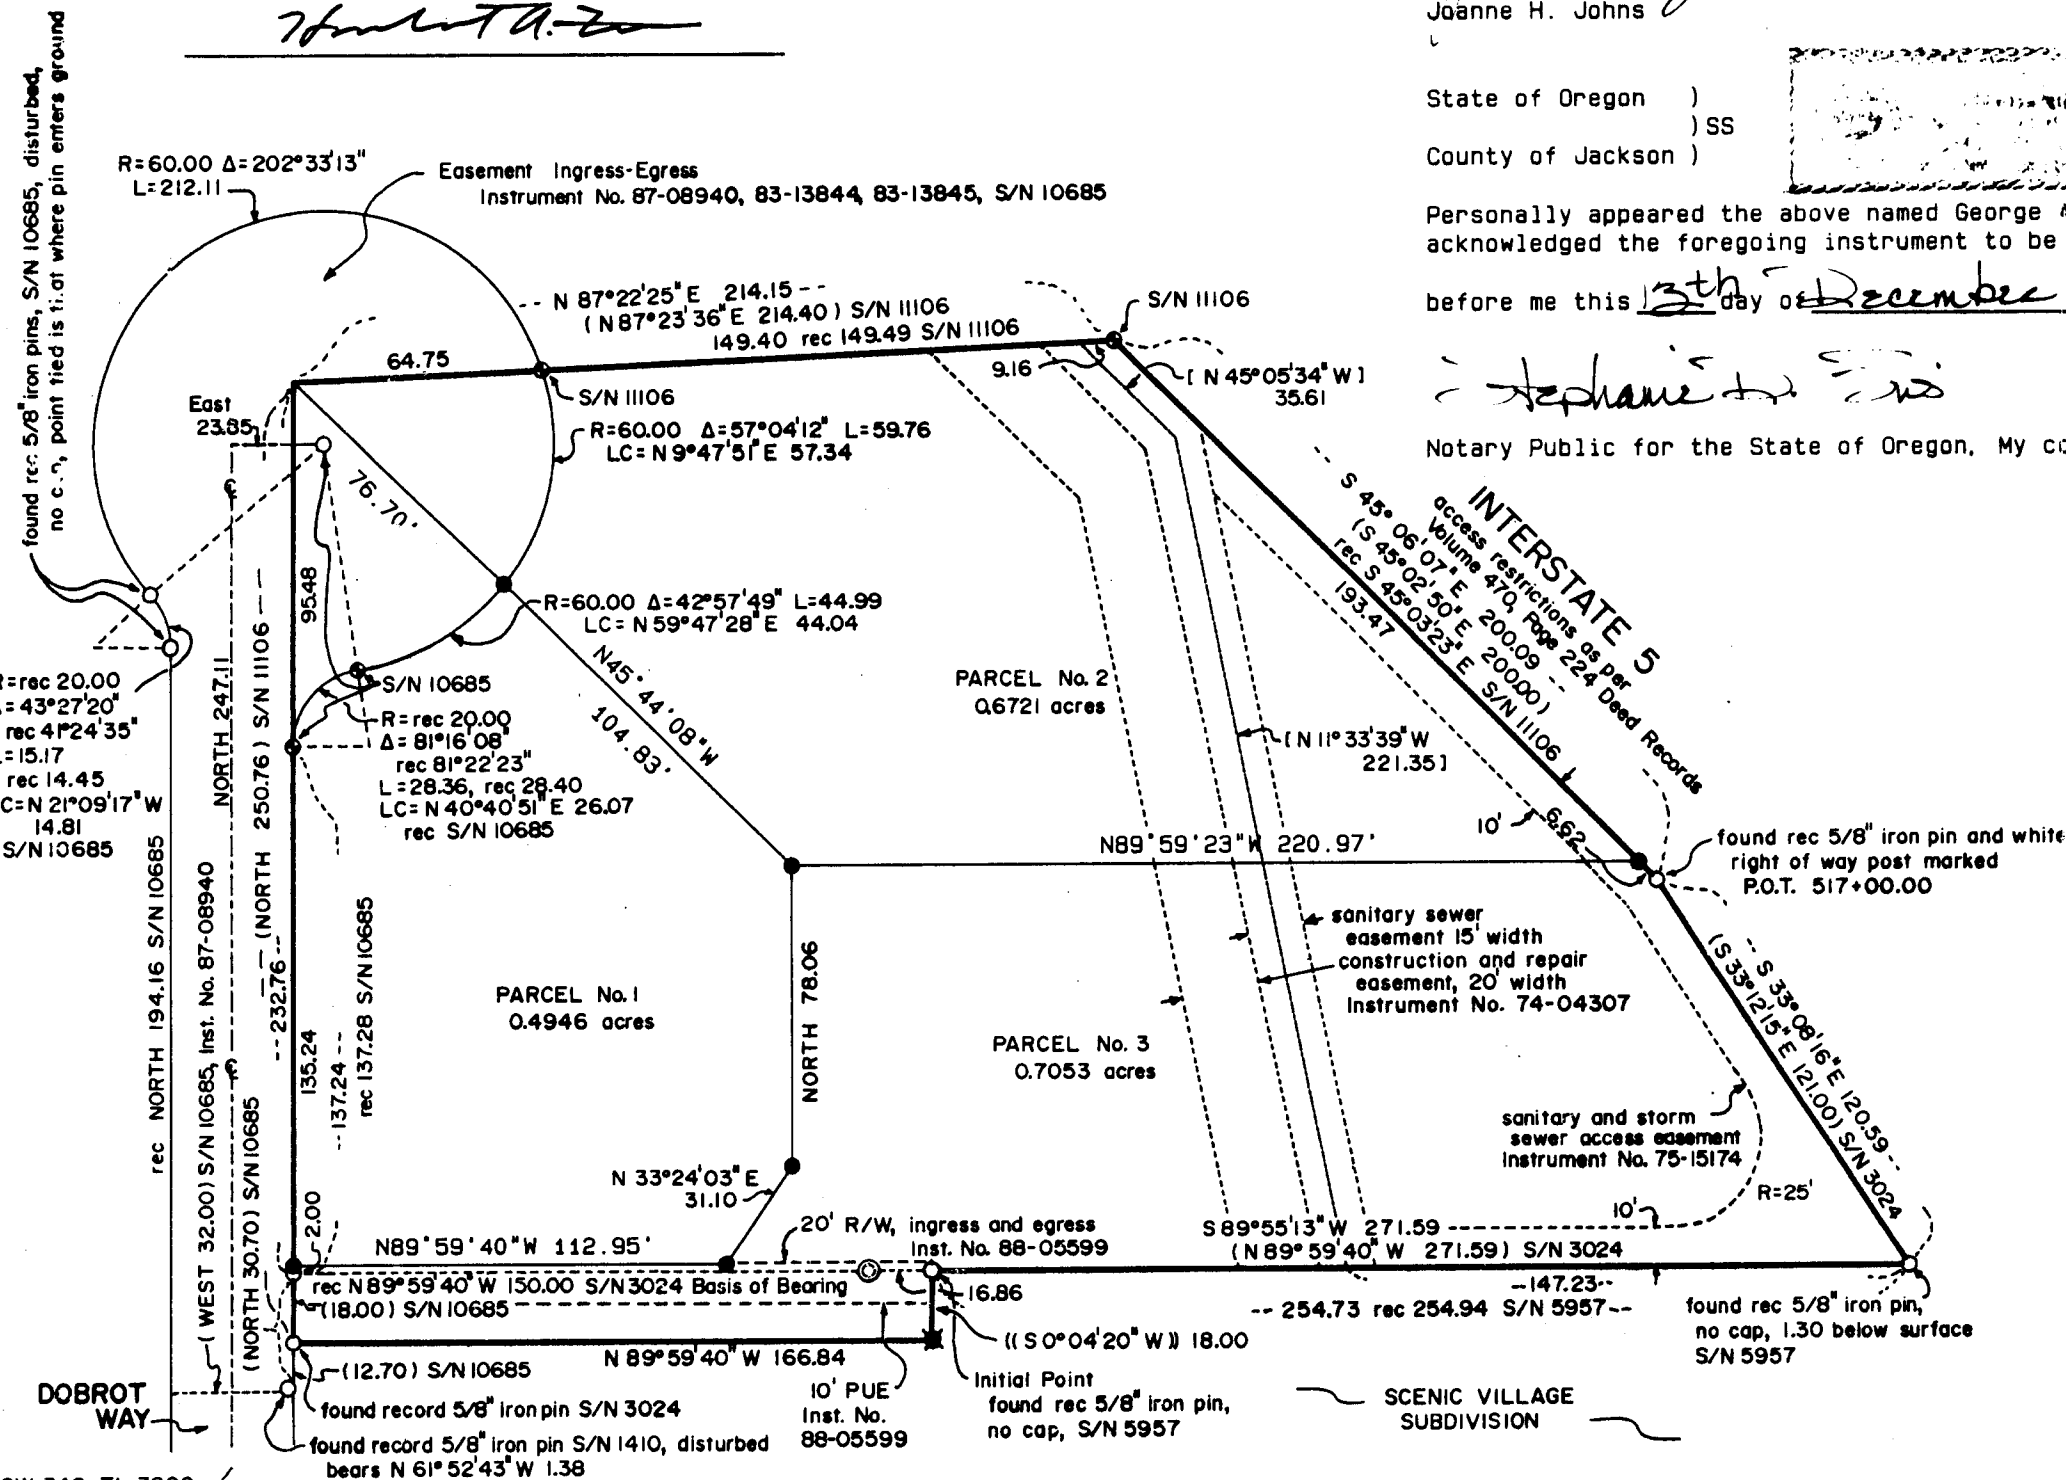 Joanne H. Johns
State of Oregon )
)SS
County of Jackson )
Personally appeared the above named George
acknowledged the foregoing instrument to be
before me this 13th day of December
Notary Public for the State of Oregon, My co
found rec 5/8" iron pins, S/N 10685, disturbed,
no cap, point tied is that where pin enters ground
R=60.00 Δ=202°33'13"
L=212.11
Easement Ingress-Egress
Instrument No. 87-08940, 83-13844, 83-13845, S/N 10685
-- N 87°22'25" E 214.15 --
(N 87°23'36" E 214.40) S/N 11106
149.40 rec 149.49 S/N 11106
64.75
S/N 11106
9.16
[N 45°05'34" W]
35.61
S/N 11106
East
23.85
R=60.00 Δ=57°04'12" L=59.76
LC= N 9°47'51" E 57.34
76.70'
95.48
R=60.00 Δ=42°57'49" L=44.99
LC= N 59°47'28" E 44.04
INTERSTATE 5
access restrictions as per
Volume 470, Page 224 Deed Records
S 45°06'07" E 200.09 --
(S 45°02'50" E 200.00)
rec S 45°03'23" E S/N 11106
193.47
S/N 10685
R=rec 20.00
Δ= 81°16'08"
rec 81°22'23"
L=28.36, rec 28.40
LC= N 40°40'51" E 26.07
rec S/N 10685
R=rec 20.00
Δ= 43°27'20"
rec 41°24'35"
L=15.17
rec 14.45
LC= N 21°09'17" W
14.81
S/N 10685
N45°44'08"W
104.83'
PARCEL No. 2
0.6721 acres
[N 11°33'39" W
221.35]
NORTH 247.11
(NORTH 250.76) S/N 11106
N89°59'23"W 220.97'
10'
6.62
found rec 5/8" iron pin and white
right of way post marked
P.O.T. 517+00.00
rec NORTH 194.16 S/N 10685
(WEST 32.00) S/N 10685, Inst. No. 87-08940
(NORTH 30.70) S/N 10685
--232.76--
135.24
--137.24--
rec 137.28 S/N 10685
PARCEL No. 1
0.4946 acres
NORTH 78.06
PARCEL No. 3
0.7053 acres
sanitary sewer
easement 15' width
construction and repair
easement, 20' width
Instrument No. 74-04307
-- S 33°08'16" E 120.59 --
(S 33°12'15" E 121.00) S/N 3024
sanitary and storm
sewer access easement
Instrument No. 75-15174
R=25'
10'
N 33°24'03" E
31.10
2.00
N89°59'40"W 112.95'
20' R/W, ingress and egress
Inst. No. 88-05599
S 89°55'13" W 271.59
(N 89°59'40" W 271.59) S/N 3024
rec N 89°59'40" W 150.00 S/N 3024 Basis of Bearing
(18.00) S/N 10685
16.86
--147.23--
-- 254.73 rec 254.94 S/N 5957--
((S 0°04'20" W)) 18.00
N 89°59'40" W 166.84
(12.70) S/N 10685
found rec 5/8" iron pin,
no cap, 1.30 below surface
S/N 5957
DOBROT
WAY
found record 5/8" iron pin S/N 3024
found record 5/8" iron pin S/N 1410, disturbed
bears N 61°52'43" W 1.38
10' PUE
Inst. No.
88-05599
Initial Point
found rec 5/8" iron pin,
no cap, S/N 5957
SCENIC VILLAGE
SUBDIVISION